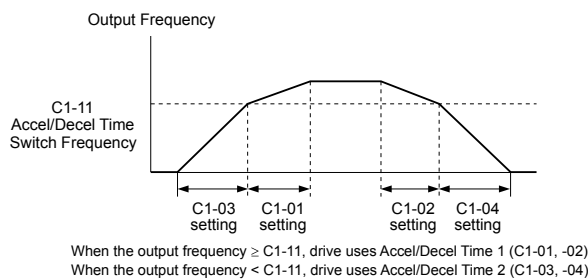 Output Frequency
C1-11
Accel/Decel Time
Switch Frequency
C1-03
setting
C1-01
setting
C1-02
setting
C1-04
setting
When the output frequency ≥ C1-11, drive uses Accel/Decel Time 1 (C1-01, -02)
When the output frequency < C1-11, drive uses Accel/Decel Time 2 (C1-03, -04)